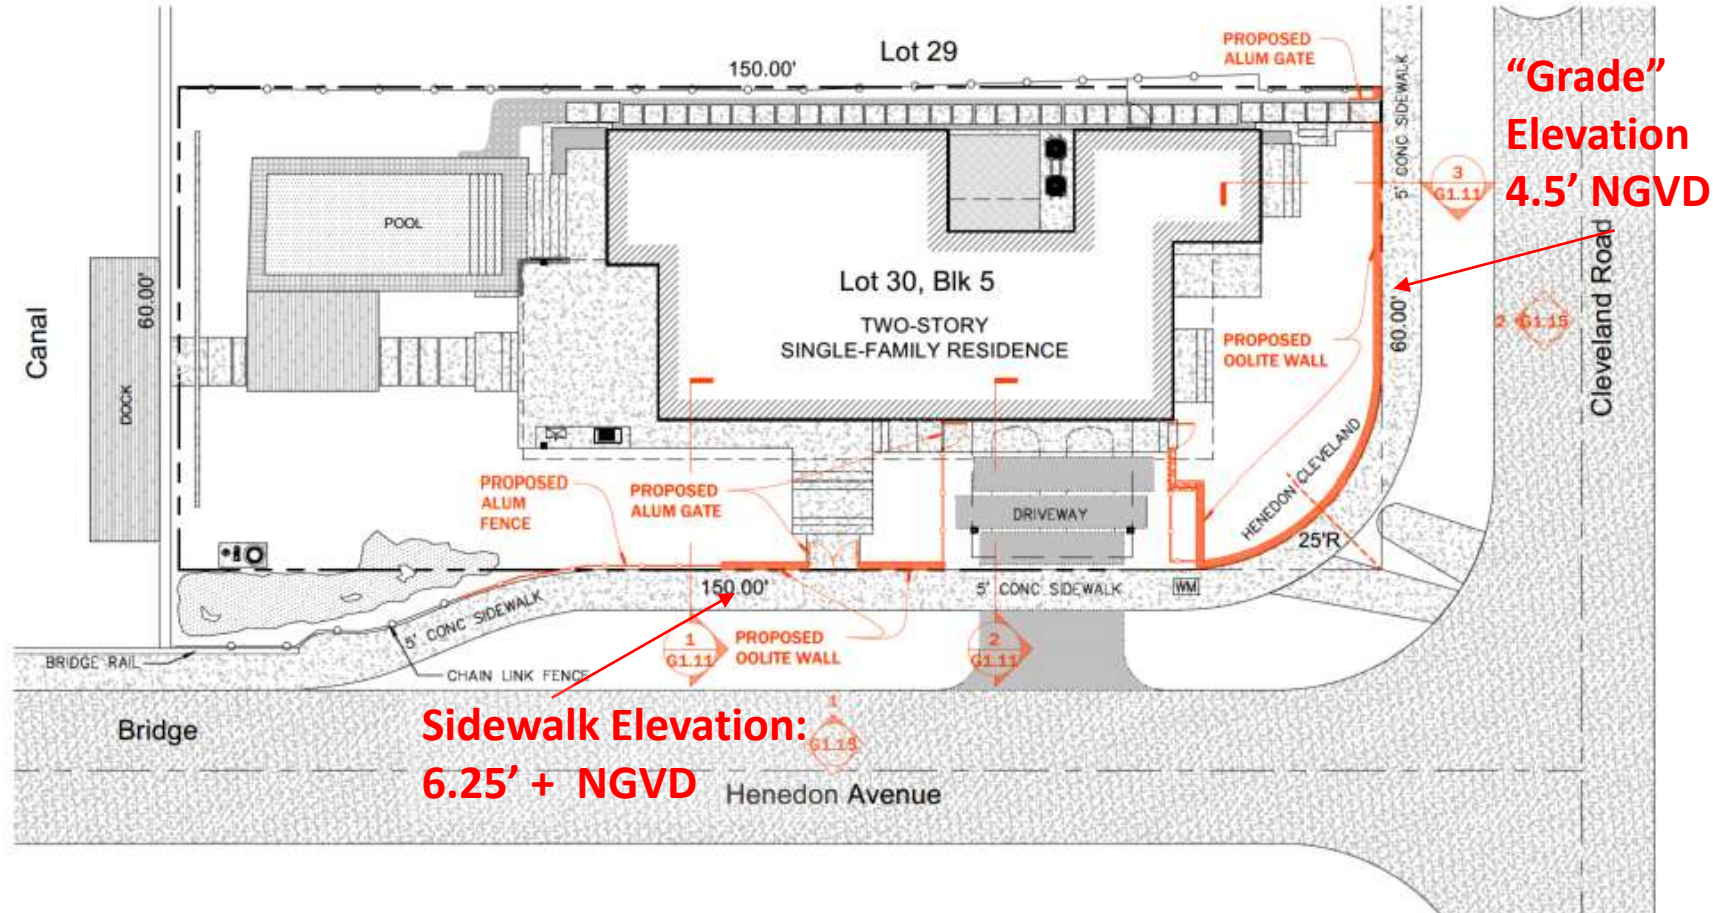 Lot 29
150.00'
PROPOSED
ALUM GATE
“Grade”
Elevation
4.5’ NGVD
5' CONC SIDEWALK
3
G1.11
POOL
Lot 30, Blk 5
TWO-STORY
SINGLE-FAMILY RESIDENCE
Canal
60.00'
DOCK
60.00'
Cleveland Road
2 G1.15
PROPOSED
OOLITE WALL
PROPOSED
ALUM
FENCE
PROPOSED
ALUM GATE
DRIVEWAY
HENEDON CLEVELAND
25'R
150.00'
5' CONC SIDEWALK
WM
5' CONC SIDEWALK
1
G1.11
PROPOSED
OOLITE WALL
2
G1.11
BRIDGE RAIL
CHAIN LINK FENCE
Bridge
Sidewalk Elevation:
6.25’ + NGVD
1
G1.15
Henedon Avenue